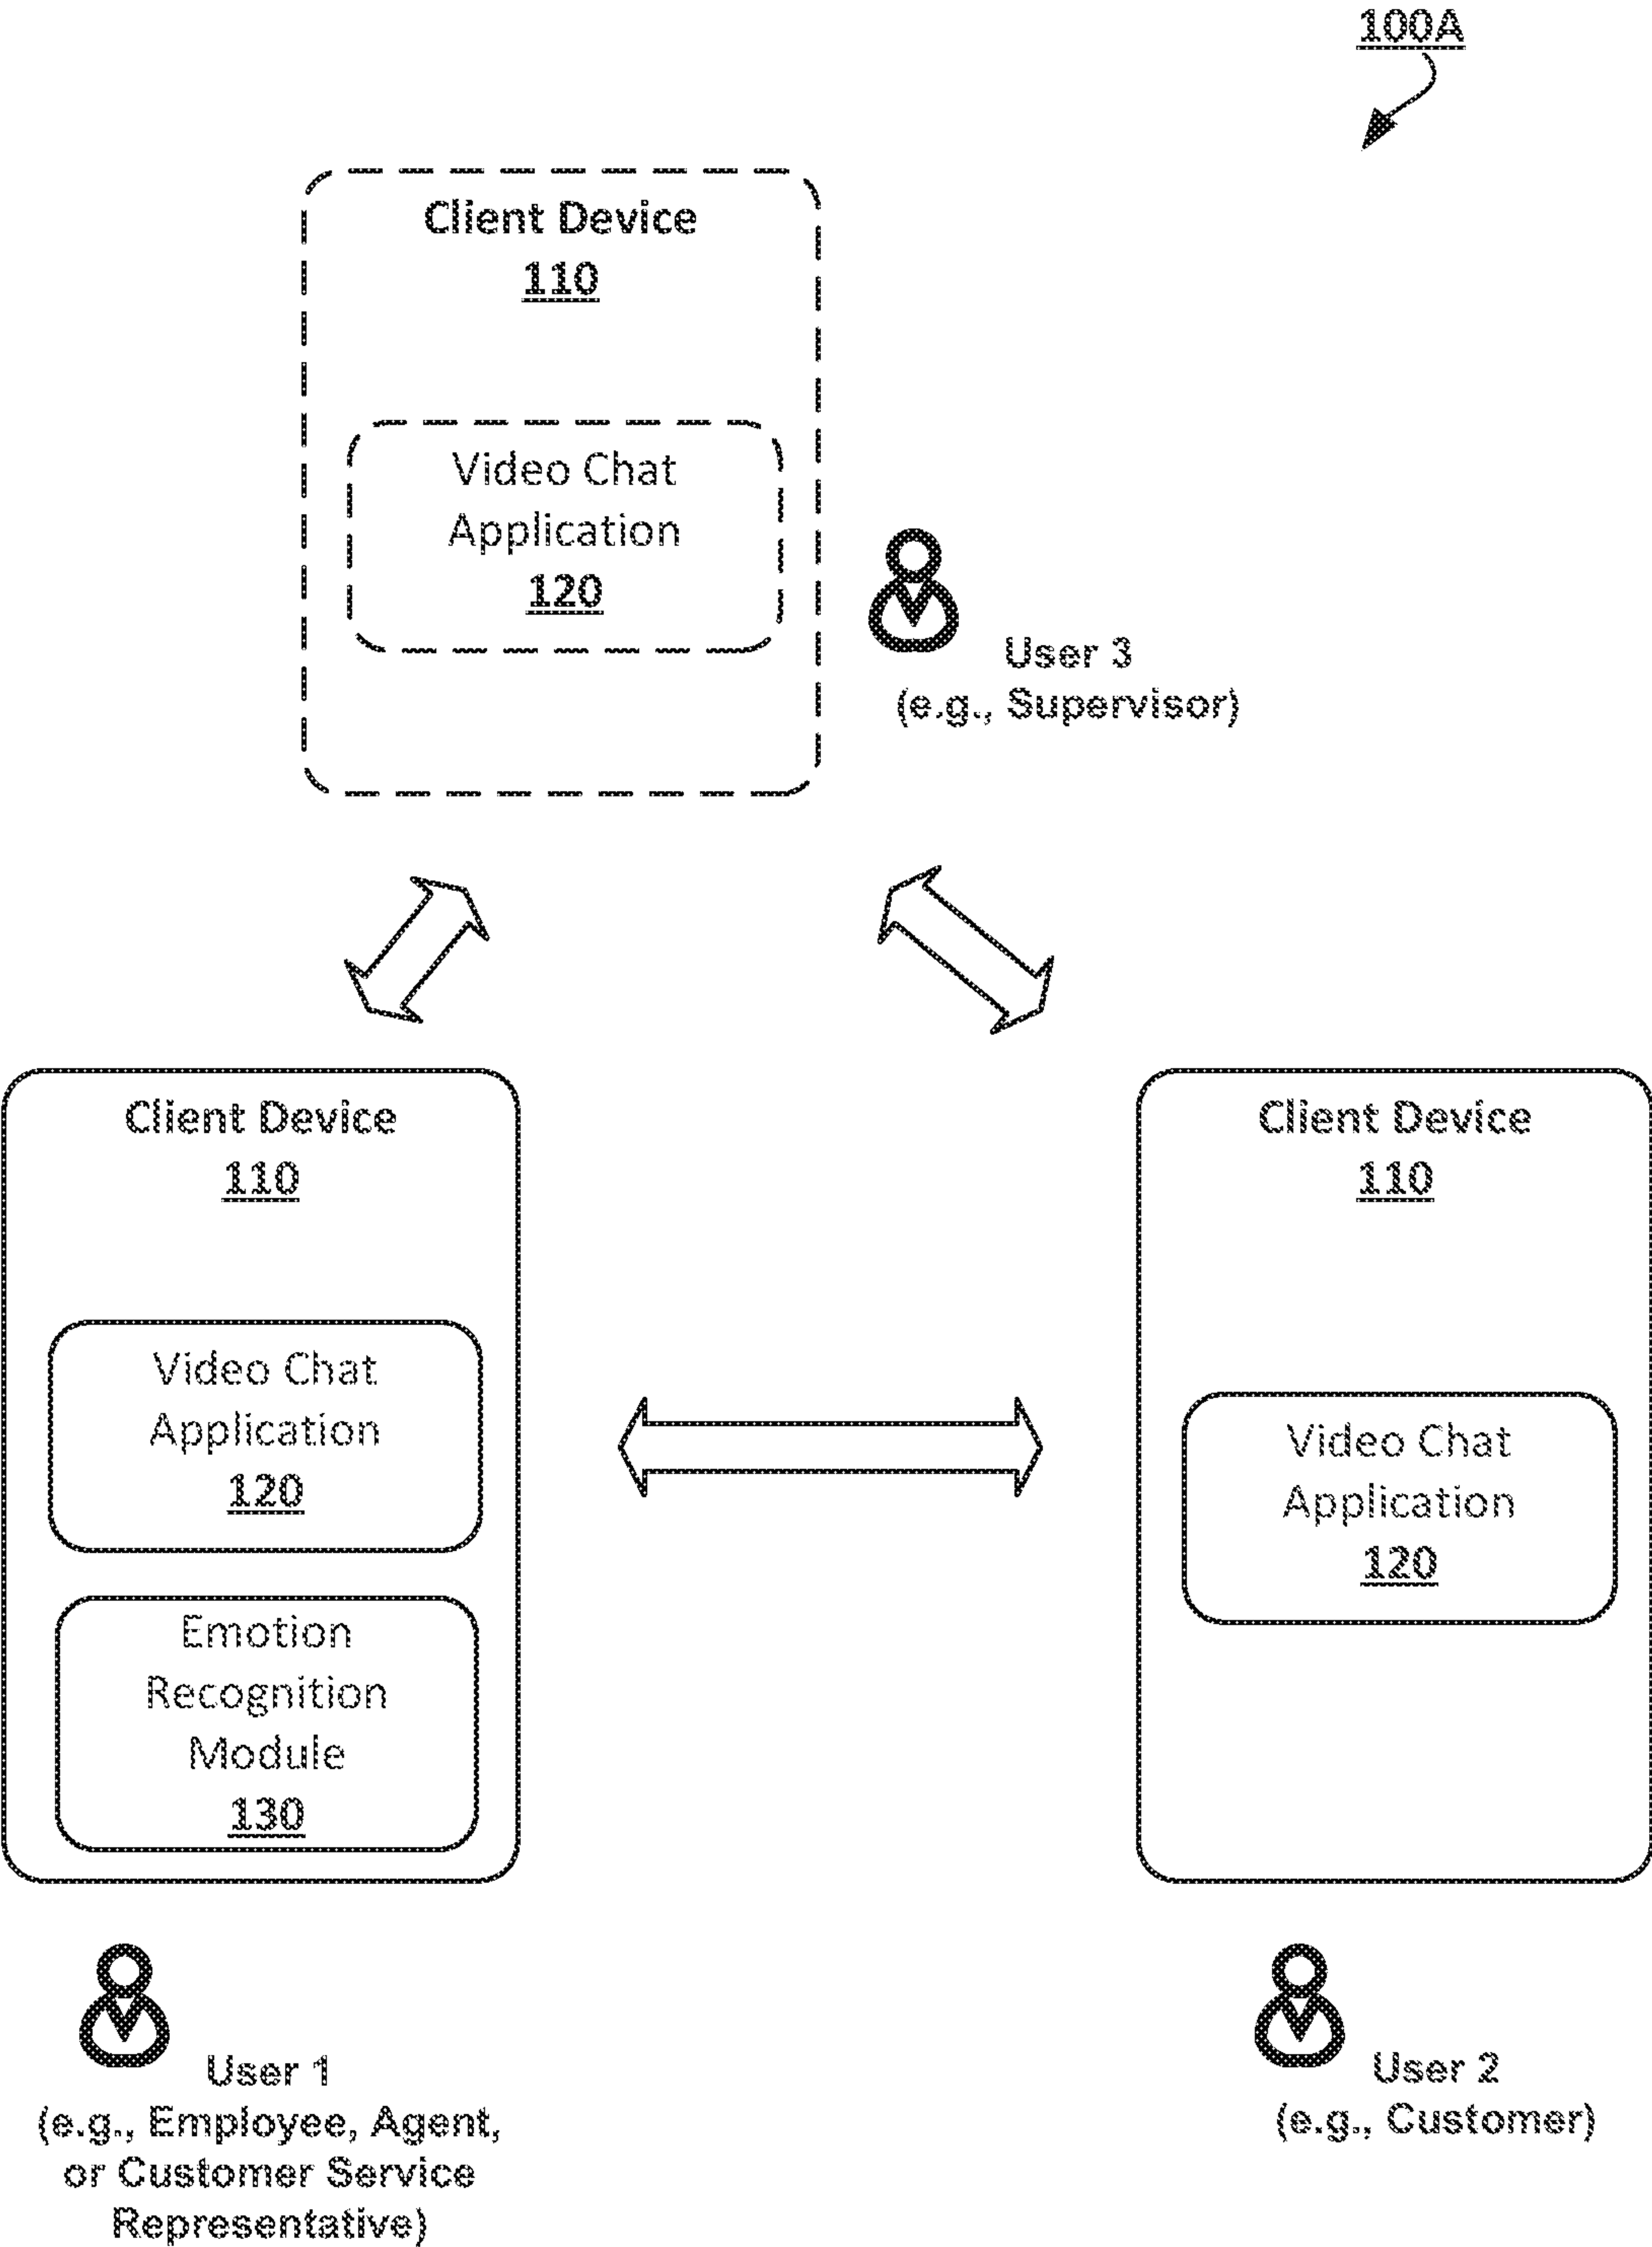 100A
Client Device
110
Video Chat
Application
120
User 3
(e.g., Supervisor)
Client Device
110
Video Chat
Application
120
Emotion
Recognition
Module
130
Client Device
110
Video Chat
Application
120
User 1
(e.g., Employee, Agent,
or Customer Service
Representative)
User 2
(e.g., Customer)